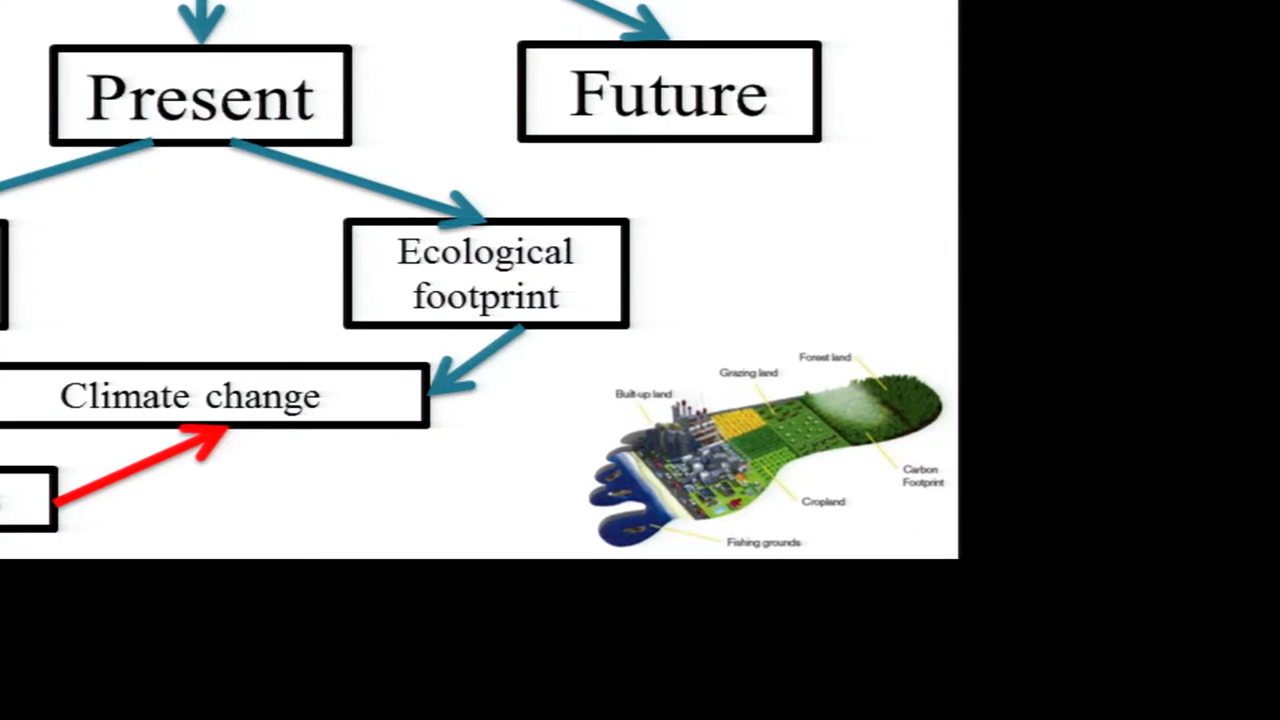 Present
Future
Ecological
footprint
Climate change
Forest land
Grazing land
Built-up land
Carbon
Footprint
Cropland
Fishing grounds